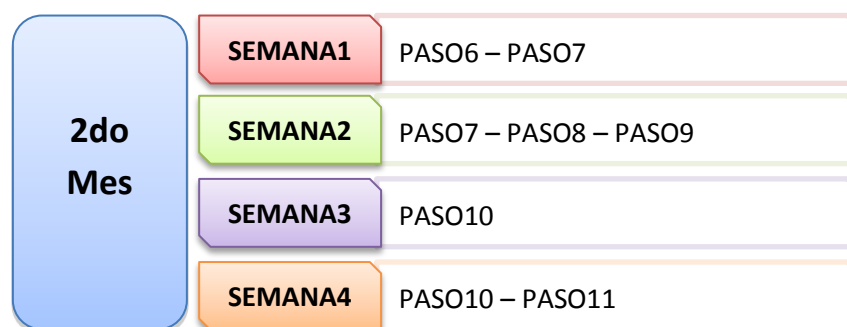 2do
Mes
SEMANA1
PASO6 – PASO7
SEMANA2
PASO7 – PASO8 – PASO9
SEMANA3
PASO10
SEMANA4
PASO10 – PASO11